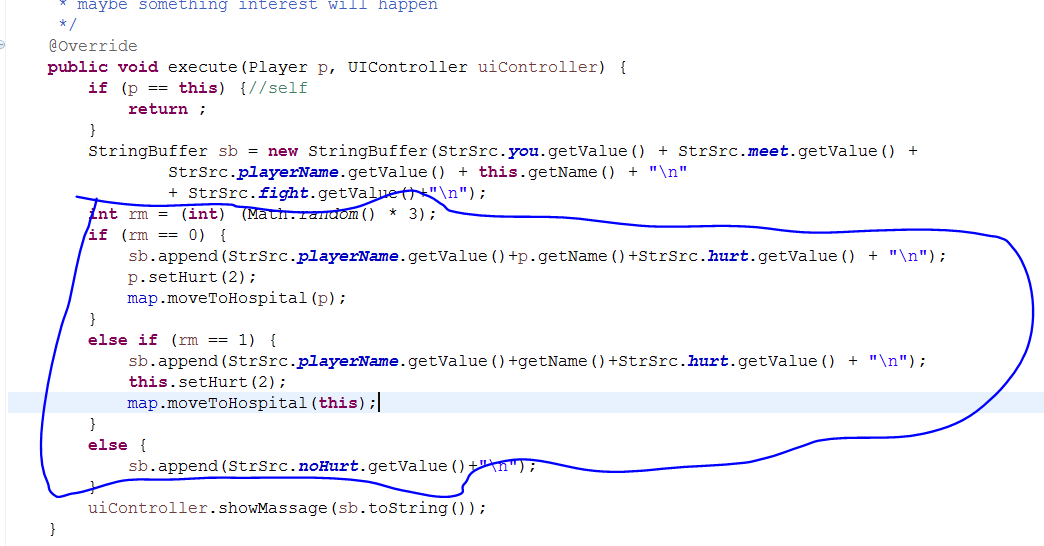 * maybe something interest will happen
*/
@Override
public void execute(Player p, UIController uiController) {
if (p == this) {//self
return ;
}
StringBuffer sb = new StringBuffer(StrSrc.you.getValue() + StrSrc.meet.getValue() +
StrSrc.playerName.getValue() + this.getName() + "\n"
+ StrSrc.fight.getValue()+"\n");
int rm = (int) (Math.random() * 3);
if (rm == 0) {
sb.append(StrSrc.playerName.getValue()+p.getName()+StrSrc.hurt.getValue() + "\n");
p.setHurt(2);
map.moveToHospital(p);
}
else if (rm == 1) {
sb.append(StrSrc.playerName.getValue()+getName()+StrSrc.hurt.getValue() + "\n");
this.setHurt(2);
map.moveToHospital(this);
}
else {
sb.append(StrSrc.noHurt.getValue()+"\n");
}
uiController.showMassage(sb.toString());
}